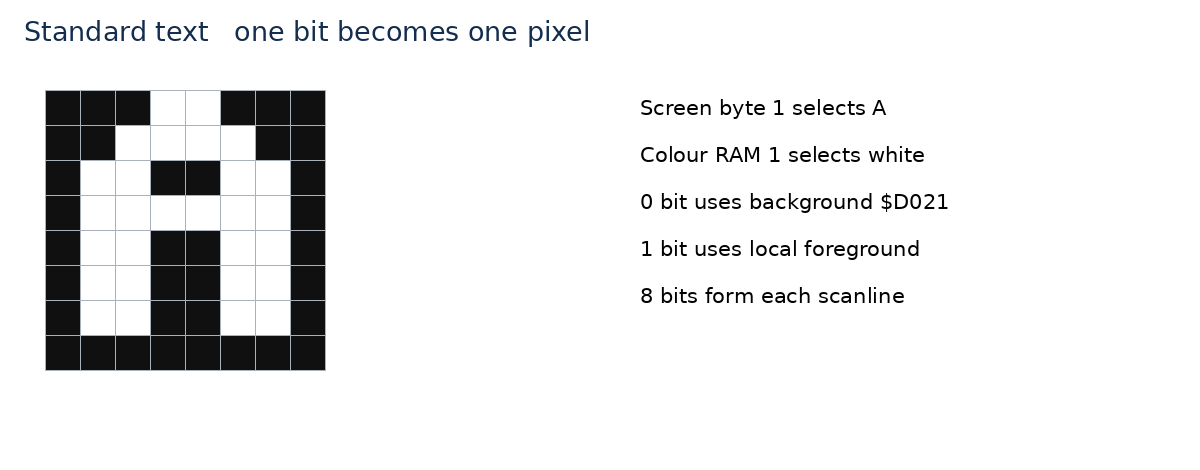 Standard text   one bit becomes one pixel
Screen byte 1 selects A
Colour RAM 1 selects white
0 bit uses background $D021
1 bit uses local foreground
8 bits form each scanline